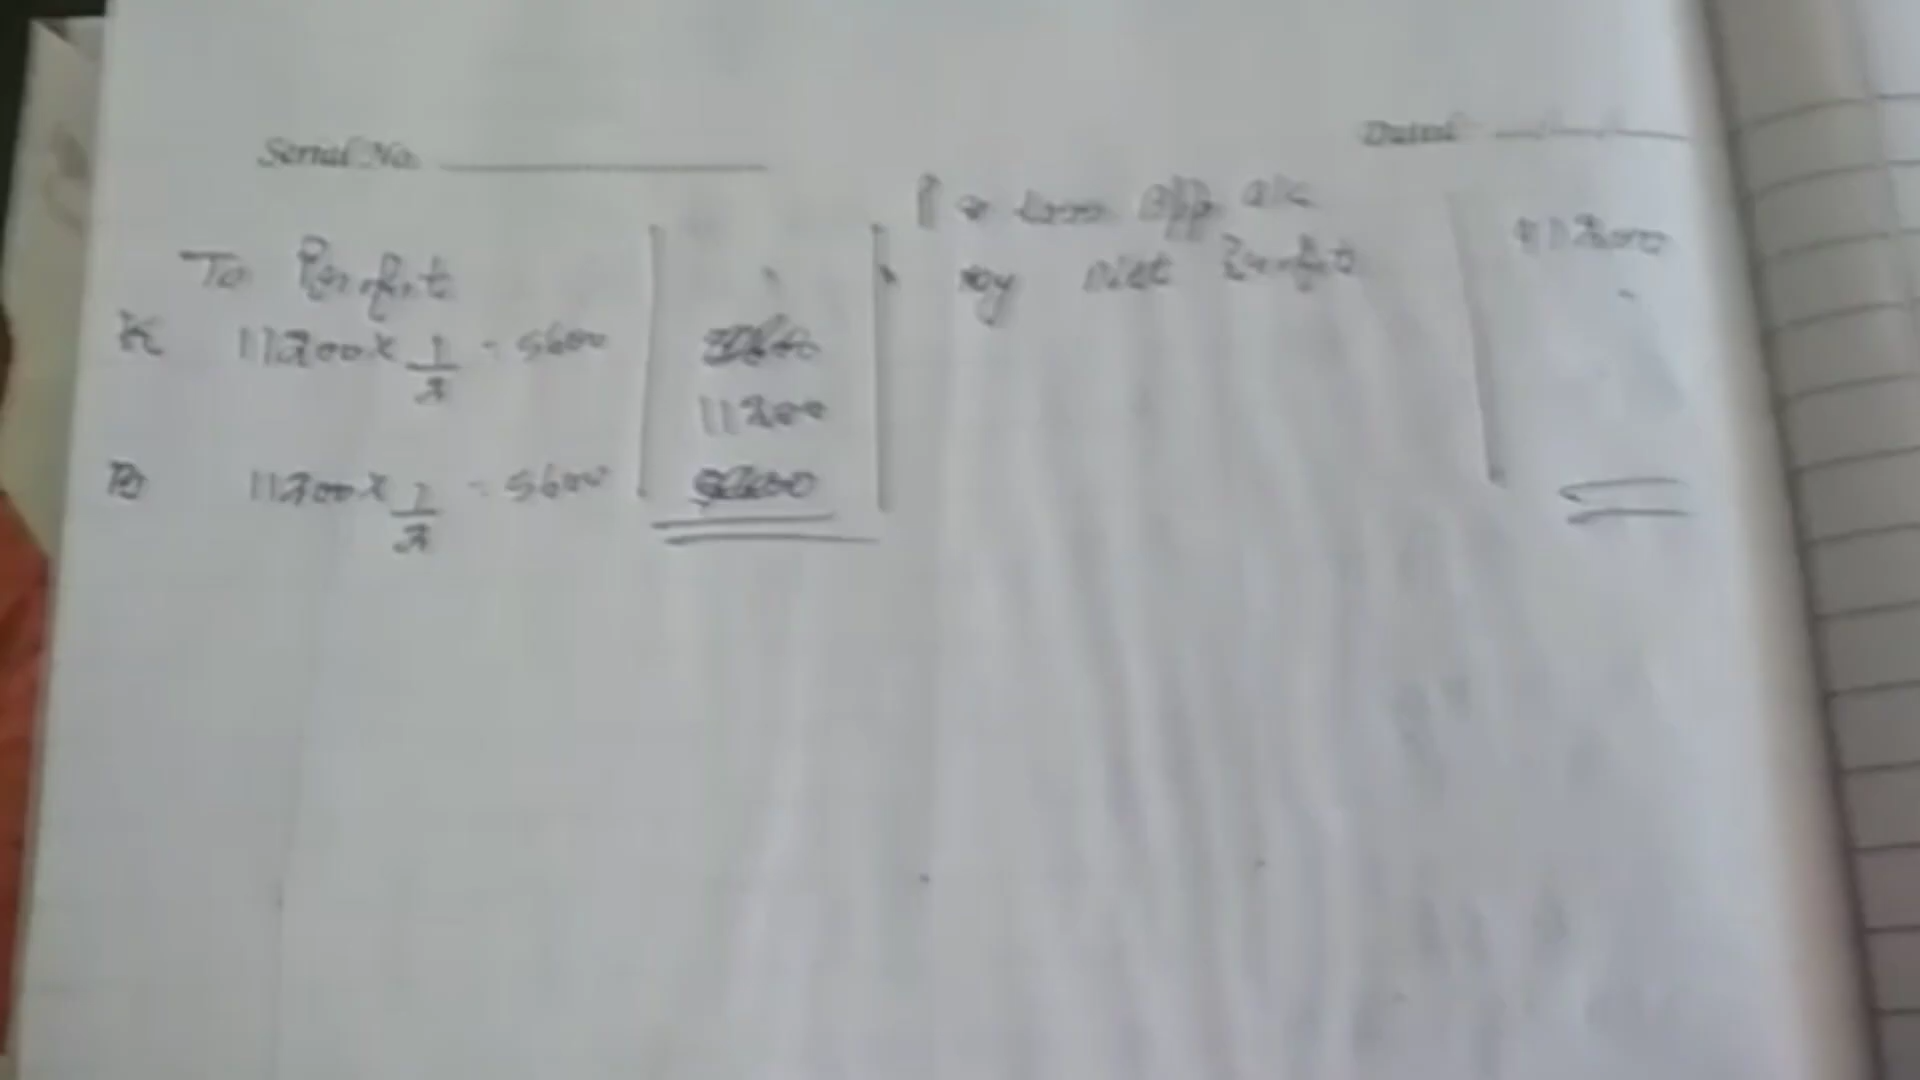 Serial No.
Dated
P & Loss App a/c
To Profit
By Net Profit
11200
A 11200 x 1/2 = 5600
11200
B 11200 x 1/2 = 5600